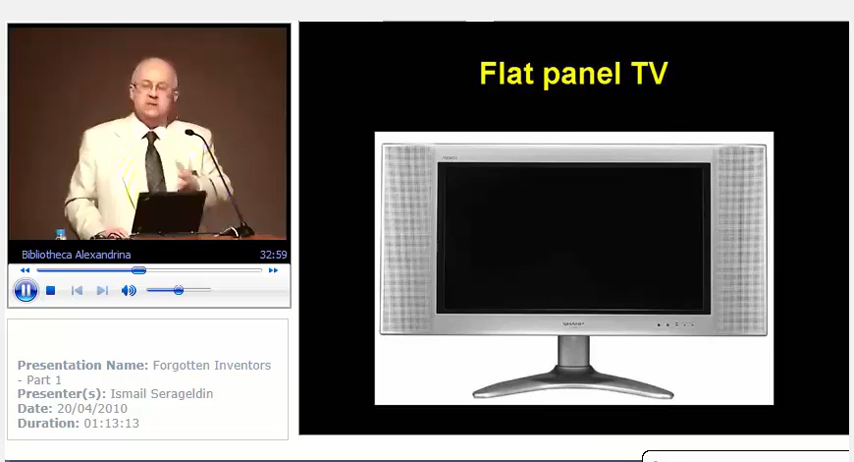 Flat panel TV
SHARP
Bibliotheca Alexandrina 32:59
Presentation Name: Forgotten Inventors
- Part 1
Presenter(s): Ismail Serageldin
Date: 20/04/2010
Duration: 01:13:13